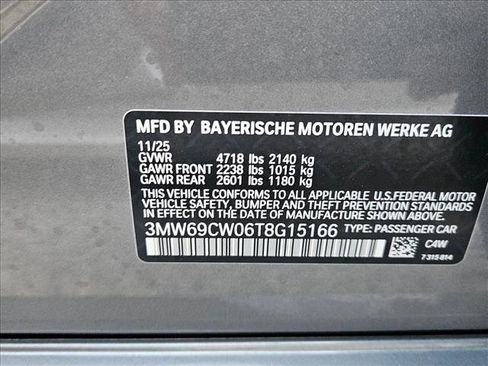 MFD BY BAYERISCHE MOTOREN WERKE AG
11/25
GVWR 4718 lbs 2140 kg
GAWR FRONT 2238 lbs 1015 kg
GAWR REAR 2601 lbs 1180 kg
THIS VEHICLE CONFORMS TO ALL APPLICABLE U.S. FEDERAL MOTOR
VEHICLE SAFETY, BUMPER AND THEFT PREVENTION STANDARDS
IN EFFECT ON THE DATE OF MANUFACTURE SHOWN ABOVE.
3MW69CW06T8G15166 TYPE: PASSENGER CAR
C4W
7315814